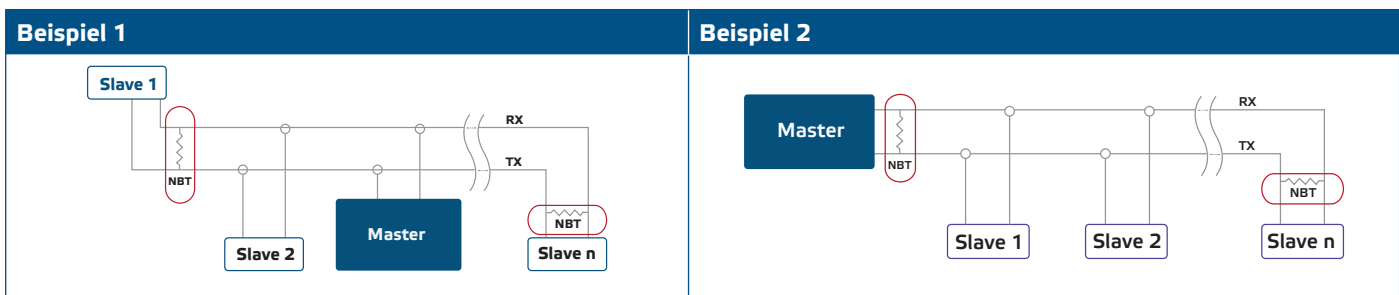 Beispiel 1
Slave 1
RX
TX
NBT
NBT
Slave 2
Master
Slave n
Beispiel 2
Master
RX
TX
NBT
NBT
Slave 1
Slave 2
Slave n